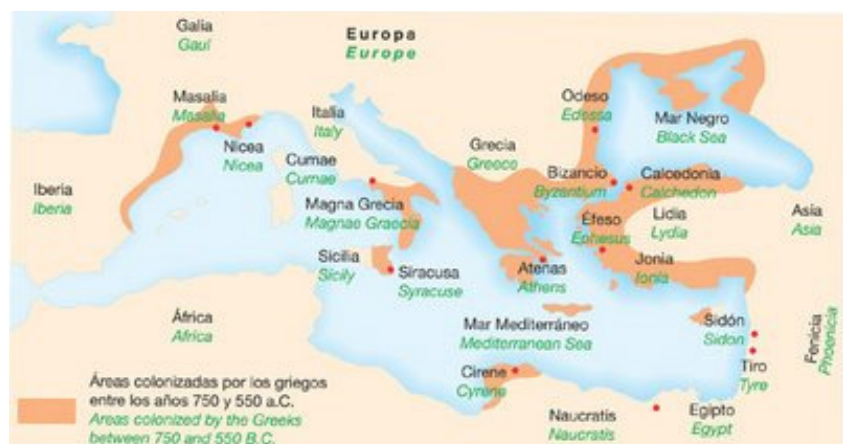 Galia
Gaul
Europa
Europe
Masalia
Masalia
Nicea
Nicea
Italia
Italy
Cumae
Cumae
Odeso
Edessa
Mar Negro
Black Sea
Grecia
Greece
Bizancio
Byzantium
Calcedonia
Calchedon
Iberia
Iberia
Magna Grecia
Magnae Graecia
Éfeso
Ephesus
Lidia
Lydia
Asia
Asia
Sicilia
Sicily
Siracusa
Syracuse
Atenas
Athens
Jonia
Ionia
África
Africa
Mar Mediterráneo
Mediterranean Sea
Sidón
Sidon
Fenicia
Phoenicia
Tiro
Tyre
Cirene
Cyrene
Naucratis
Naucratis
Egipto
Egypt
Áreas colonizadas por los griegos
entre los años 750 y 550 a.C.
Areas colonized by the Greeks
between 750 and 550 B.C.